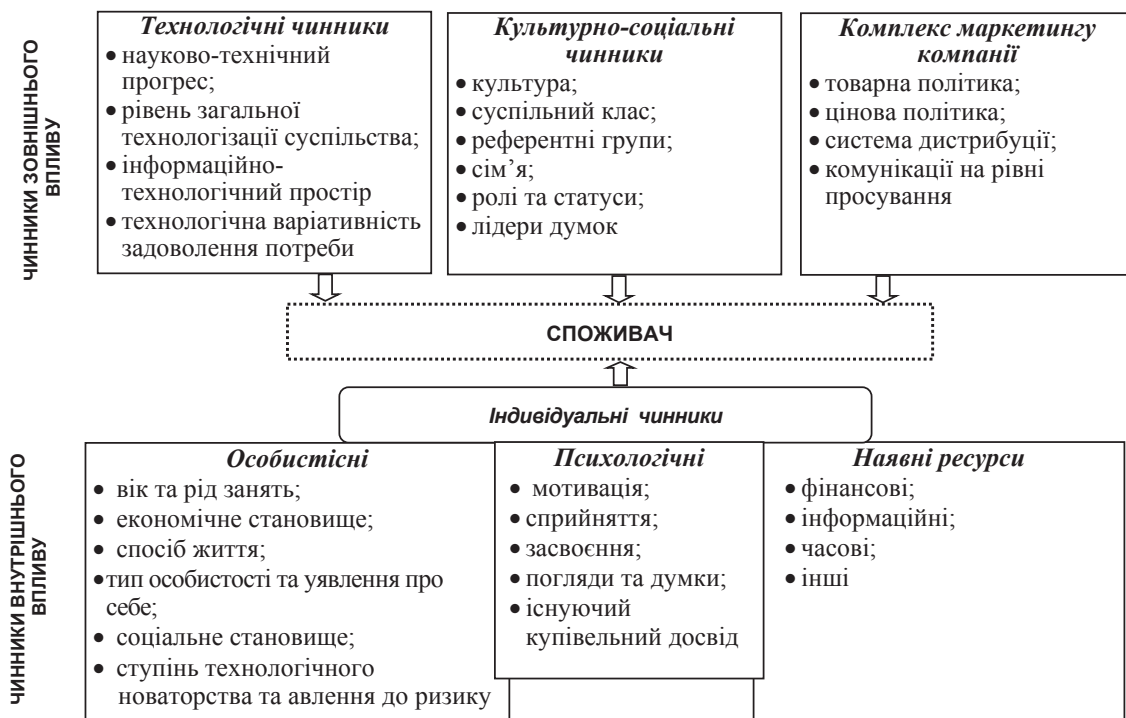 ЧИННИКИ ЗОВНІШНЬОГО
ВПЛИВУ
Технологічні чинники
• науково-технічний
прогрес;
• рівень загальної
технологізації суспільства;
• інформаційно-
технологічний простір
• технологічна варіативність
задоволення потреби
Культурно-соціальні
чинники
• культура;
• суспільний клас;
• референтні групи;
• сім’я;
• ролі та статуси;
• лідери думок
Комплекс маркетингу
компанії
• товарна політика;
• цінова політика;
• система дистрибуції;
• комунікації на рівні
просування
СПОЖИВАЧ
Індивідуальні чинники
ЧИННИКИ ВНУТРІШНЬОГО
ВПЛИВУ
Особистісні
• вік та рід занять;
• економічне становище;
• спосіб життя;
•тип особистості та уявлення про
себе;
• соціальне становище;
• ступінь технологічного
новаторства та авлення до ризику
Психологічні
• мотивація;
• сприйняття;
• засвоєння;
• погляди та думки;
• існуючий
купівельний досвід
Наявні ресурси
• фінансові;
• інформаційні;
• часові;
• інші